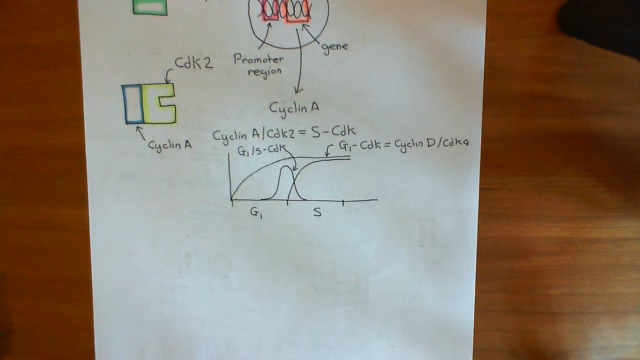 Cdk2
Promoter
region
gene
Cyclin A
Cyclin A
Cyclin A/Cdk2 = S-Cdk
G1/S-Cdk
G1-Cdk = Cyclin D/Cdk4
G1
S